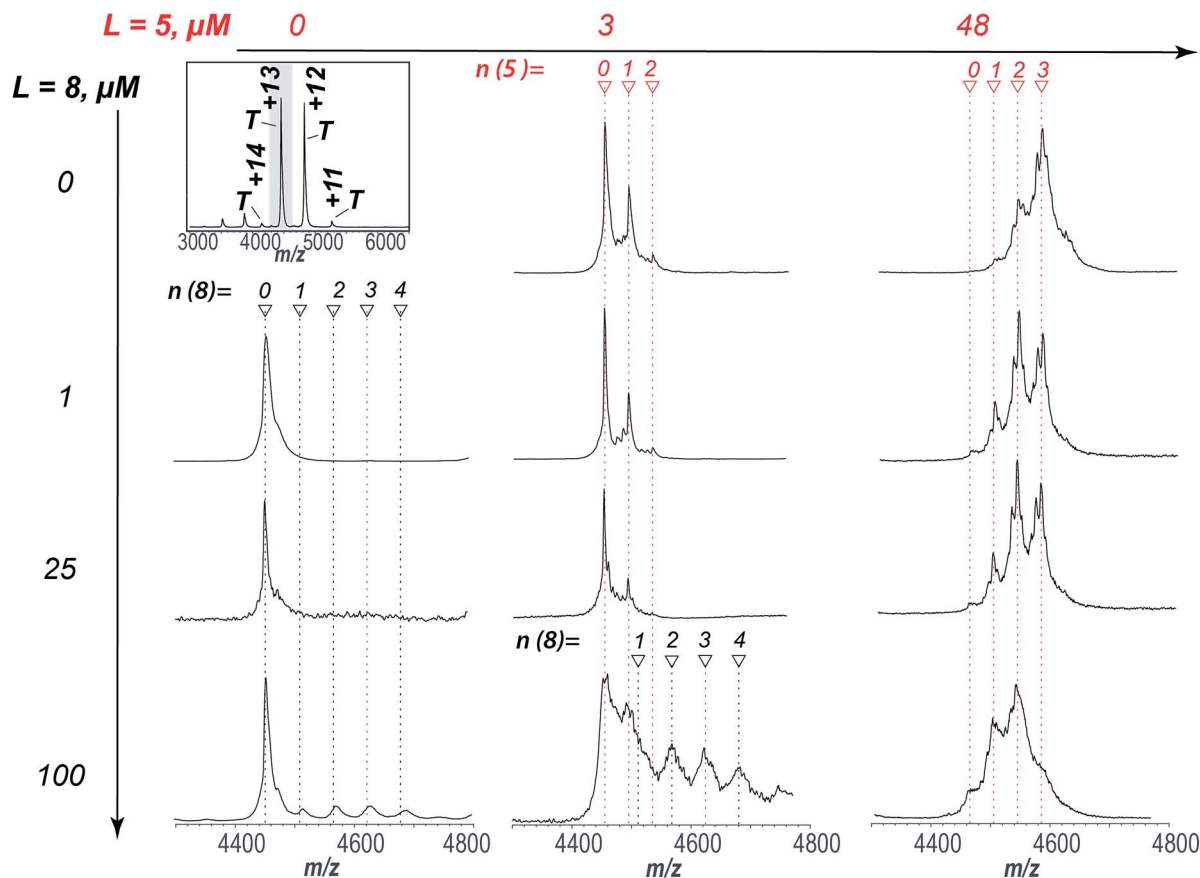 L = 5, µM 0 3 48
L = 8, µM
n (5 )= 0 1 2
0 1 2 3
T +14 T +13 T +12 T +11
3000 4000 5000 6000
m/z
0
n (8)= 0 1 2 3 4
1
25
n (8)= 1 2 3 4
100
4400 4600 4800 4400 4600 4800 4400 4600 4800
m/z m/z m/z